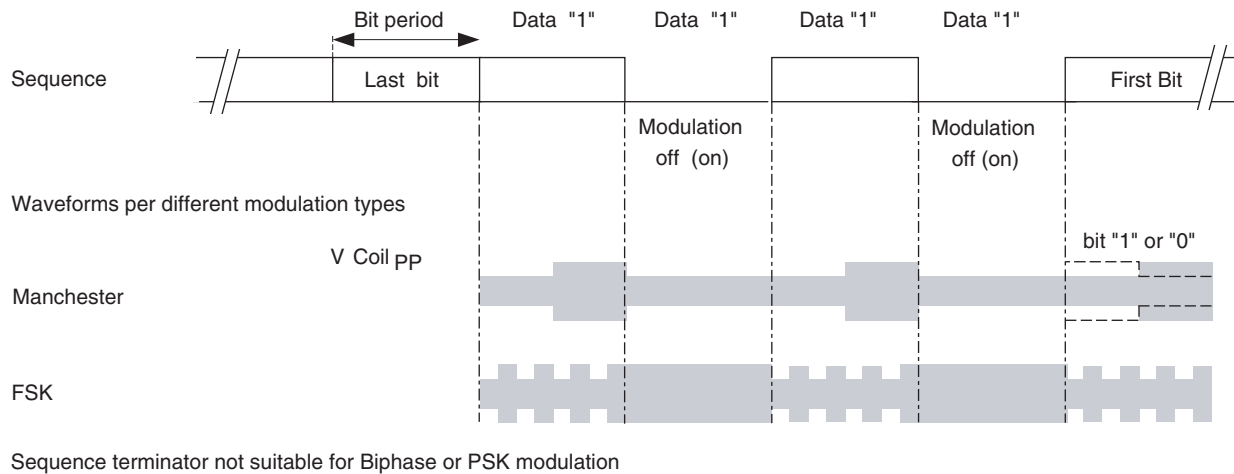 Bit period
Data "1"
Data "1"
Data "1"
Data "1"
Sequence
Last bit
First Bit
Modulation
off (on)
Modulation
off (on)
Waveforms per different modulation types
V Coil PP
bit "1" or "0"
Manchester
FSK
Sequence terminator not suitable for Biphase or PSK modulation